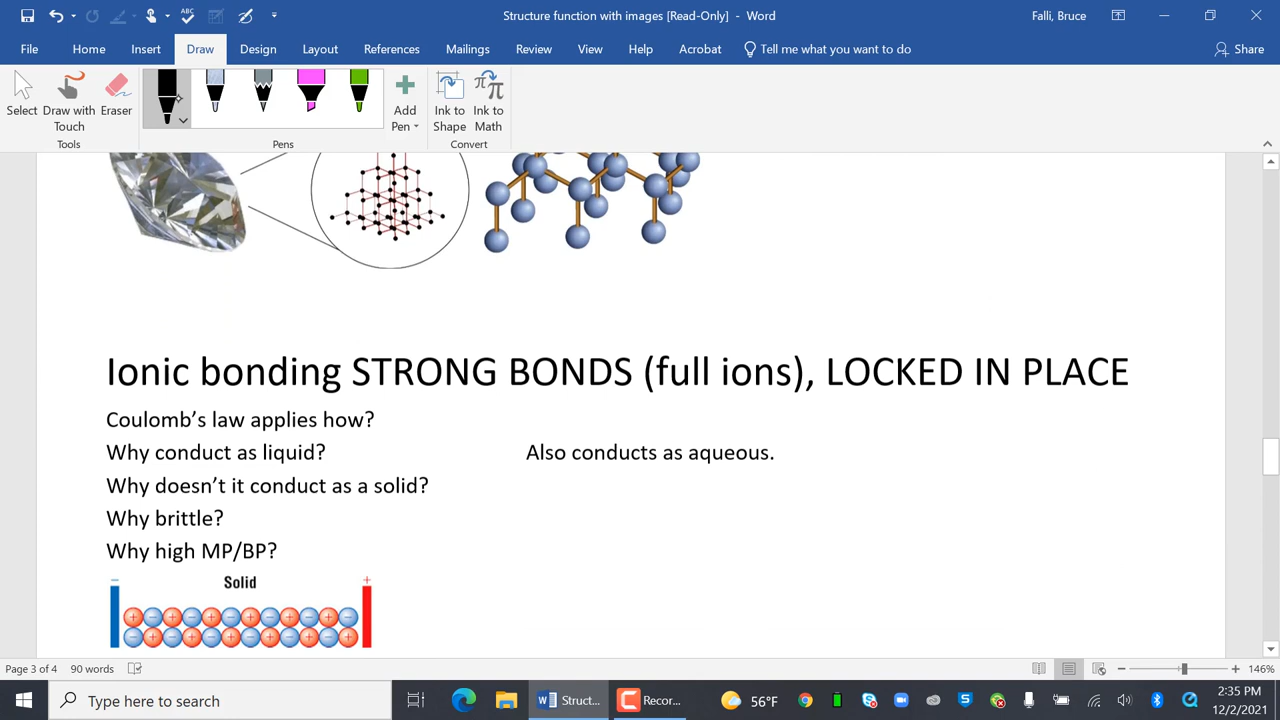 Structure function with images [Read-Only] - Word
Falli, Bruce
File Home Insert Draw Design Layout References Mailings Review View Help Acrobat Tell me what you want to do Share
Select Draw with Touch Eraser Add Pen Ink to Shape Ink to Math
Tools Pens Convert
Ionic bonding STRONG BONDS (full ions), LOCKED IN PLACE
Coulomb’s law applies how?
Why conduct as liquid? Also conducts as aqueous.
Why doesn’t it conduct as a solid?
Why brittle?
Why high MP/BP?
− Solid +
Page 3 of 4 90 words 146%
Type here to search Struct... Recor... 56°F 2:35 PM
12/2/2021